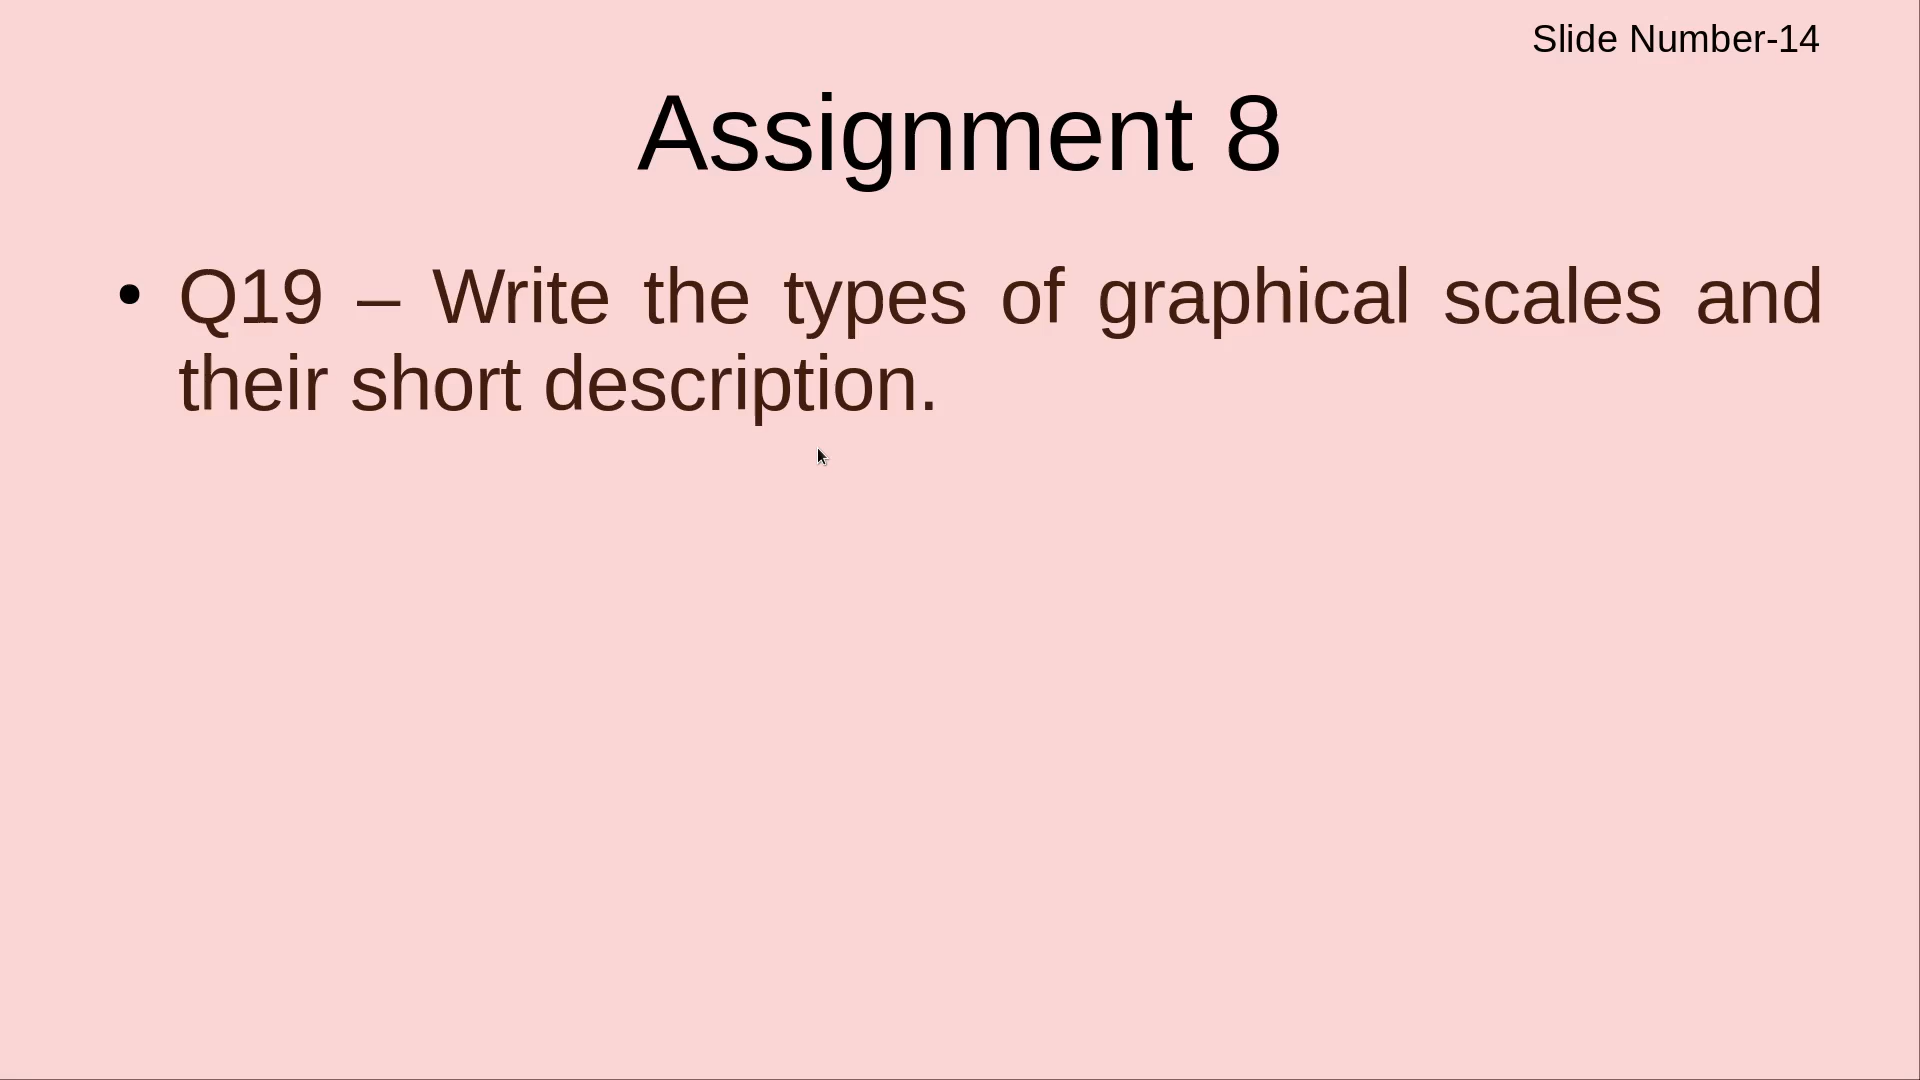 Slide Number-14
Assignment 8
• Q19 – Write the types of graphical scales and
their short description.